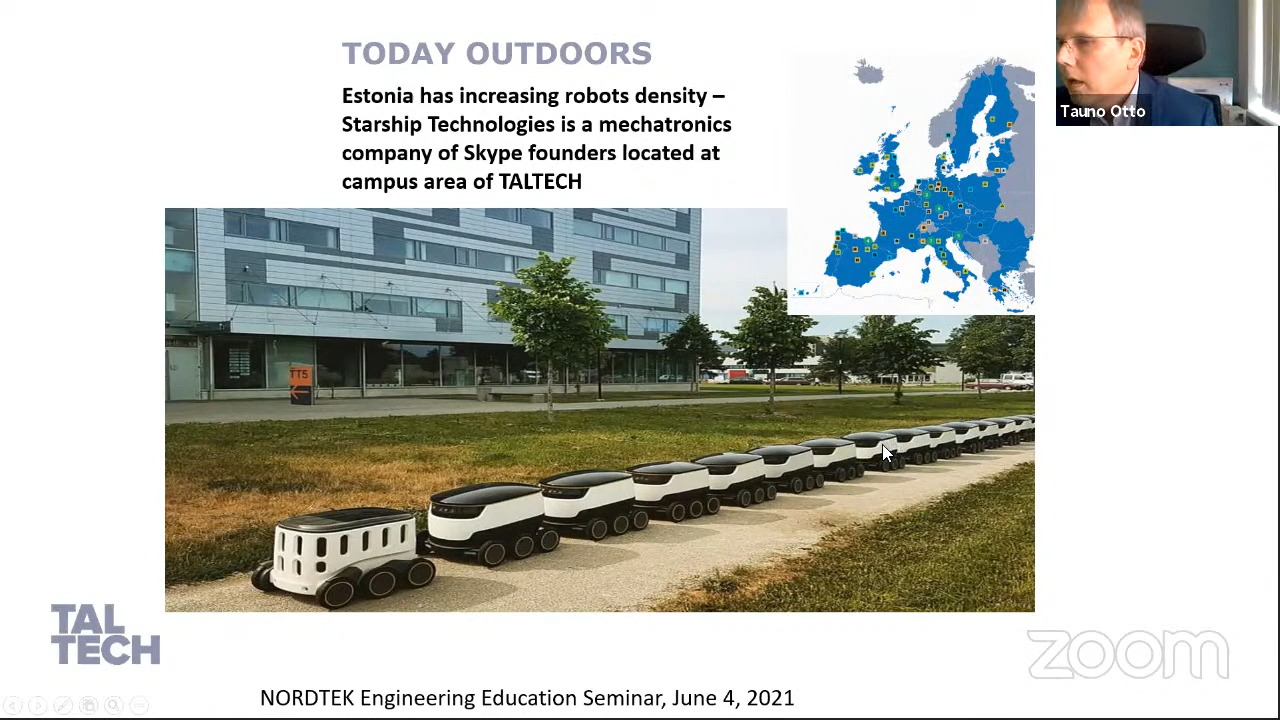 TODAY OUTDOORS
Estonia has increasing robots density –
Starship Technologies is a mechatronics
company of Skype founders located at
campus area of TALTECH
Tauno Otto
TT5
TAL
TECH
zoom
NORDTEK Engineering Education Seminar, June 4, 2021